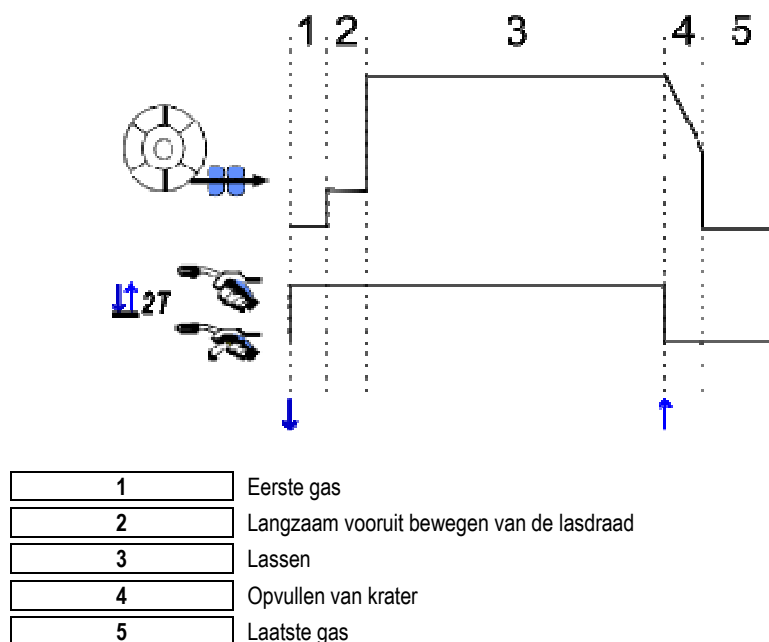 1 2 3 4 5
2T
1 Eerste gas
2 Langzaam vooruit bewegen van de lasdraad
3 Lassen
4 Opvullen van krater
5 Laatste gas